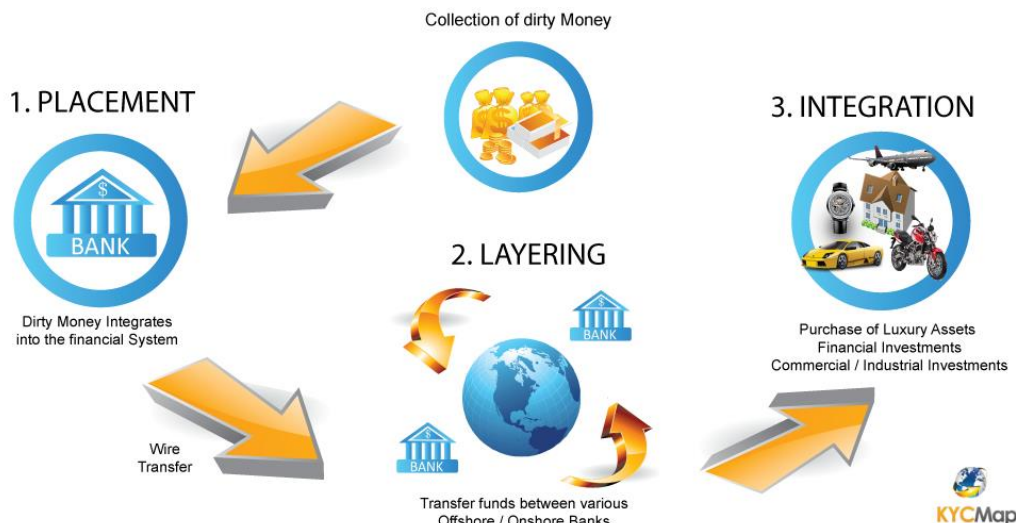 Collection of dirty Money
1. PLACEMENT
$
BANK
Dirty Money Integrates
into the financial System
Wire
Transfer
2. LAYERING
$
BANK
$
BANK
Transfer funds between various
Offshore / Onshore Banks
3. INTEGRATION
Purchase of Luxury Assets
Financial Investments
Commercial / Industrial Investments
KYCMap